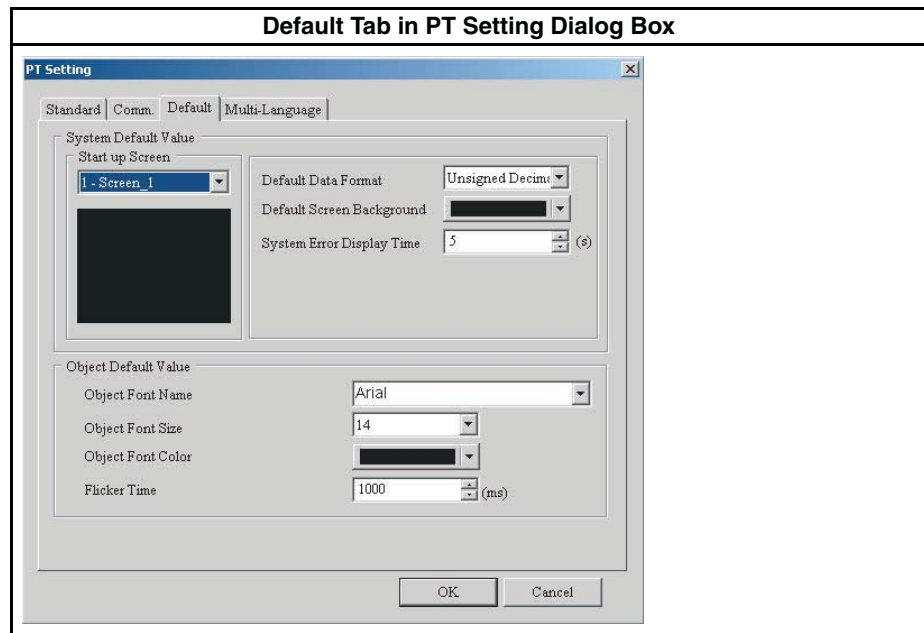 Default Tab in PT Setting Dialog Box
PT Setting
Standard Comm. Default Multi-Language
System Default Value
Start up Screen
1 - Screen_1
Default Data Format Unsigned Decima
Default Screen Background
System Error Display Time 5 (s)
Object Default Value
Object Font Name Arial
Object Font Size 14
Object Font Color
Flicker Time 1000 (ms)
OK Cancel